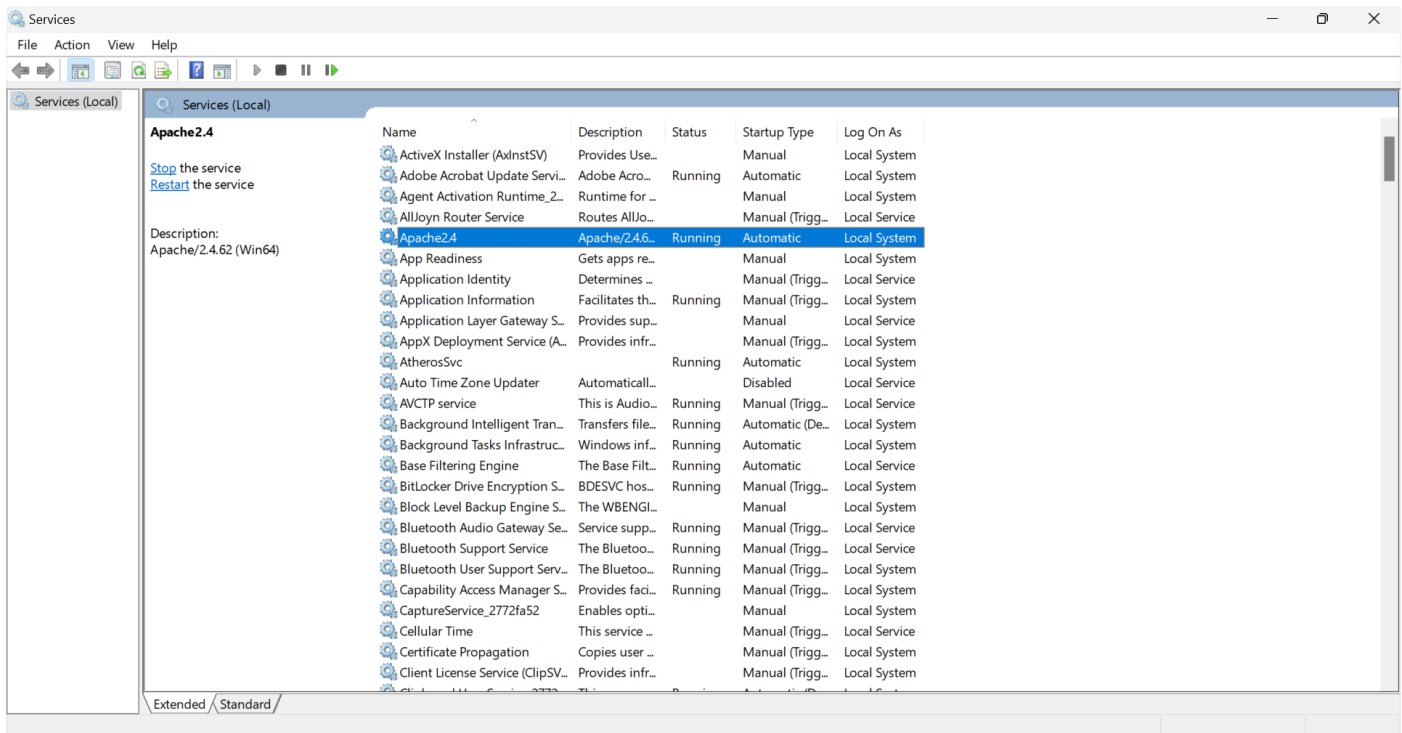 Services
File Action View Help
Services (Local)
Services (Local)
Apache2.4
Stop the service
Restart the service
Description:
Apache/2.4.62 (Win64)
Name Description Status Startup Type Log On As
ActiveX Installer (AxInstSV) Provides Use... Manual Local System
Adobe Acrobat Update Servi... Adobe Acro... Running Automatic Local System
Agent Activation Runtime_2... Runtime for ... Manual Local System
AllJoyn Router Service Routes AllJo... Manual (Trigg... Local Service
Apache2.4 Apache/2.4.6... Running Automatic Local System
App Readiness Gets apps re... Manual Local System
Application Identity Determines ... Manual (Trigg... Local Service
Application Information Facilitates th... Running Manual (Trigg... Local System
Application Layer Gateway S... Provides sup... Manual Local Service
AppX Deployment Service (A... Provides infr... Manual (Trigg... Local System
AtherosSvc Running Automatic Local System
Auto Time Zone Updater Automaticall... Disabled Local Service
AVCTP service This is Audio... Running Manual (Trigg... Local Service
Background Intelligent Tran... Transfers file... Running Automatic (De... Local System
Background Tasks Infrastruc... Windows inf... Running Automatic Local System
Base Filtering Engine The Base Filt... Running Automatic Local Service
BitLocker Drive Encryption S... BDESVC hos... Running Manual (Trigg... Local System
Block Level Backup Engine S... The WBENGI... Manual Local System
Bluetooth Audio Gateway Se... Service supp... Running Manual (Trigg... Local Service
Bluetooth Support Service The Bluetoo... Running Manual (Trigg... Local Service
Bluetooth User Support Serv... The Bluetoo... Running Manual (Trigg... Local System
Capability Access Manager S... Provides faci... Running Manual (Trigg... Local System
CaptureService_2772fa52 Enables opti... Manual Local System
Cellular Time This service ... Manual (Trigg... Local Service
Certificate Propagation Copies user ... Manual (Trigg... Local System
Client License Service (ClipSV... Provides infr... Manual (Trigg... Local System
Extended Standard